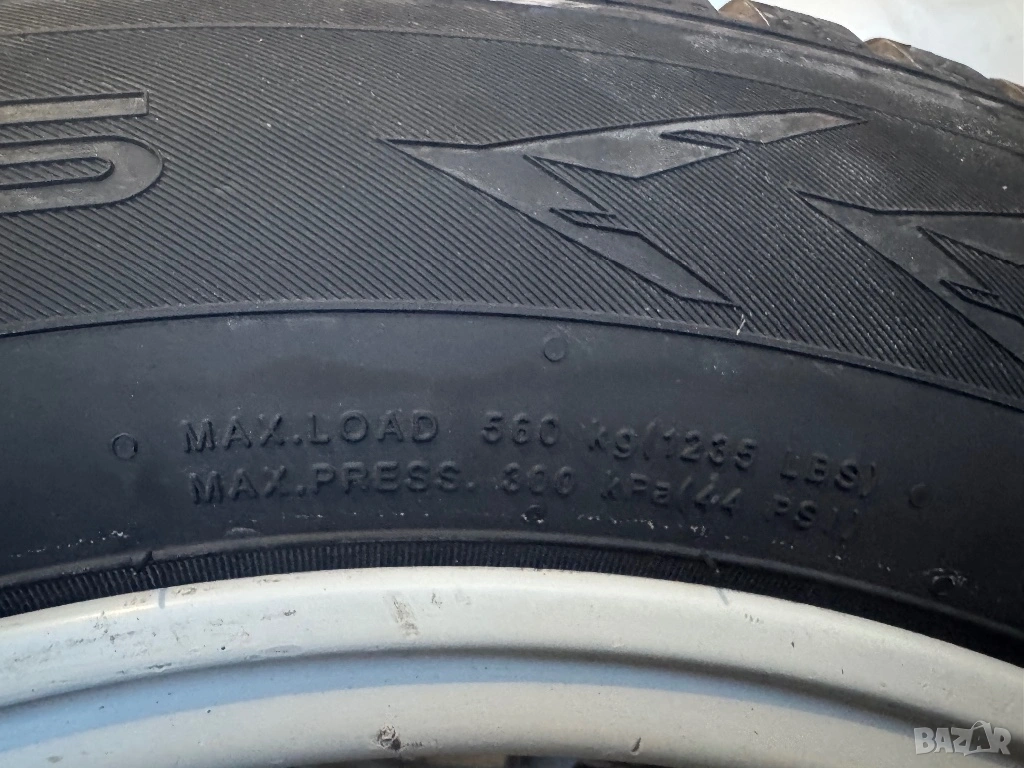 MAX.LOAD 560 kg(1235 LBS)
MAX.PRESS. 300 kPa(44 PSI)
BAZAR